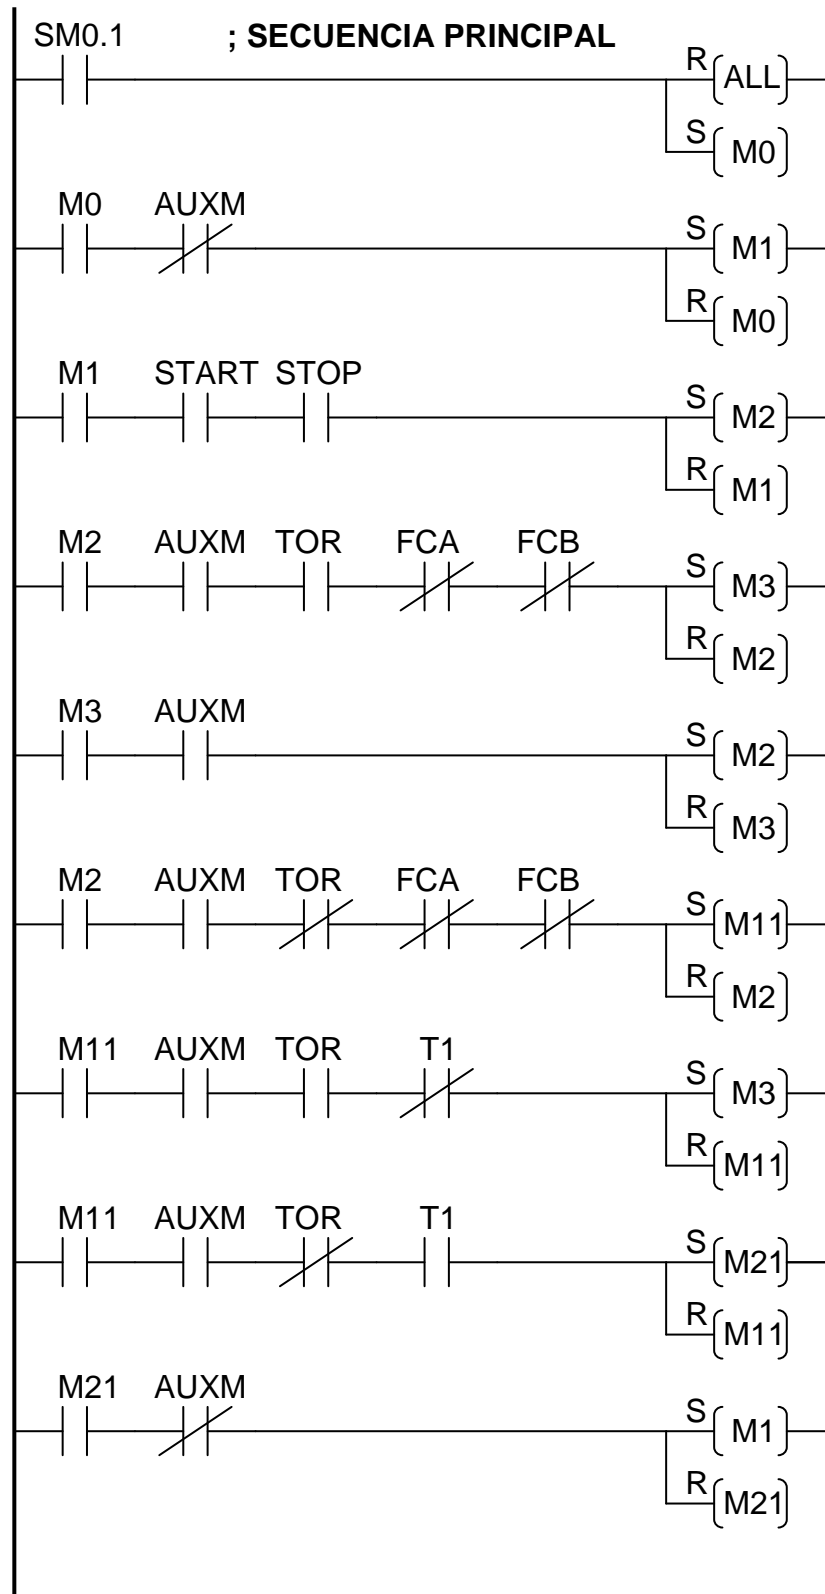 SM0.1 ; SECUENCIA PRINCIPAL
R ALL
S M0
M0 AUXM S M1
R M0
M1 START STOP S M2
R M1
M2 AUXM TOR FCA FCB S M3
R M2
M3 AUXM S M2
R M3
M2 AUXM TOR FCA FCB S M11
R M2
M11 AUXM TOR T1 S M3
R M11
M11 AUXM TOR T1 S M21
R M11
M21 AUXM S M1
R M21